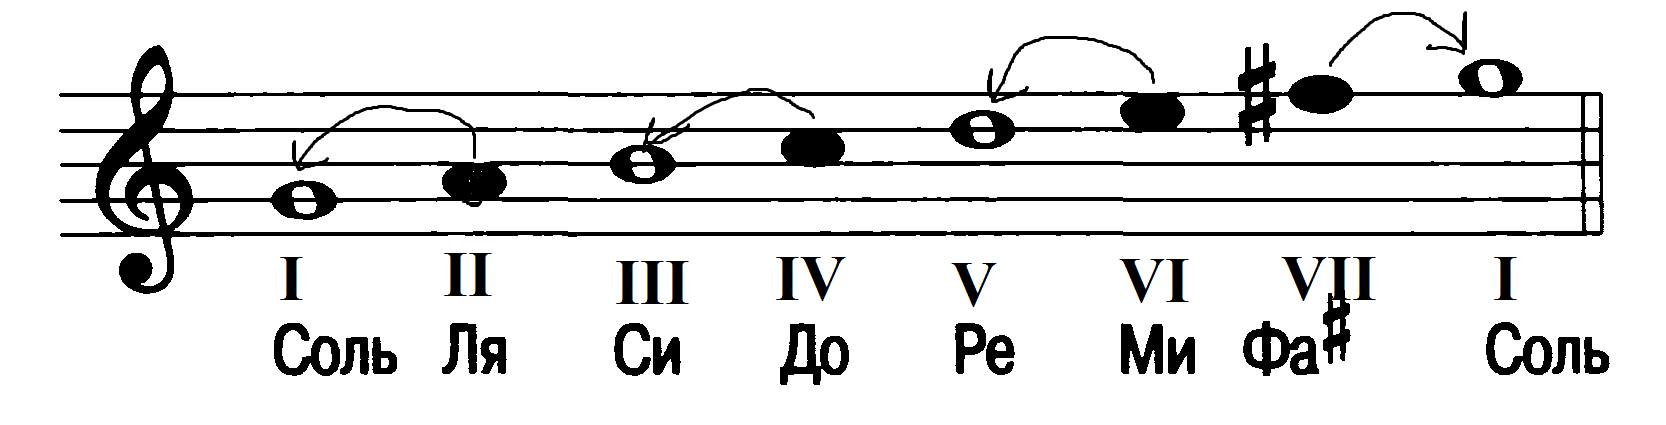 I II III IV V VI VII I
Соль Ля Си До Ре Ми Фа♯ Соль